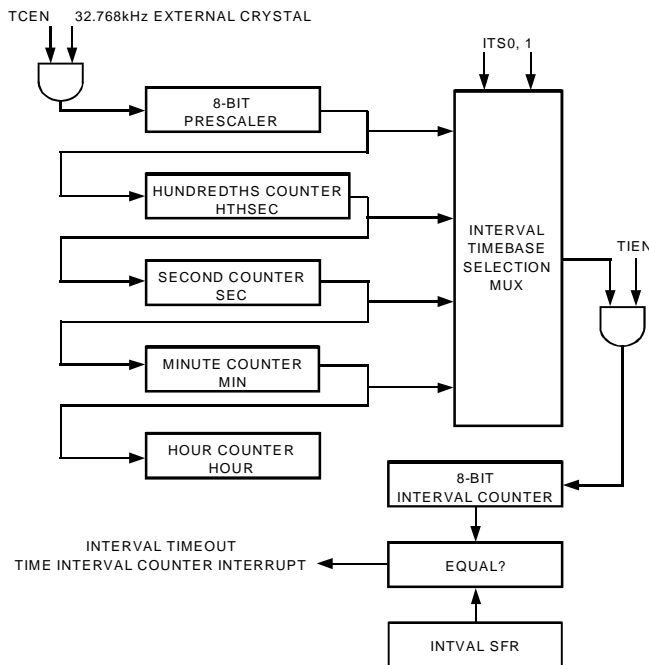 TCEN 32.768kHz EXTERNAL CRYSTAL
ITS0, 1
8-BIT
PRESCALER
HUNDREDTHS COUNTER
HTHSEC
INTERVAL
TIMEBASE
SELECTION
MUX
TIEN
SECOND COUNTER
SEC
MINUTE COUNTER
MIN
HOUR COUNTER
HOUR
8-BIT
INTERVAL COUNTER
INTERVAL TIMEOUT
TIME INTERVAL COUNTER INTERRUPT
EQUAL?
INTVAL SFR